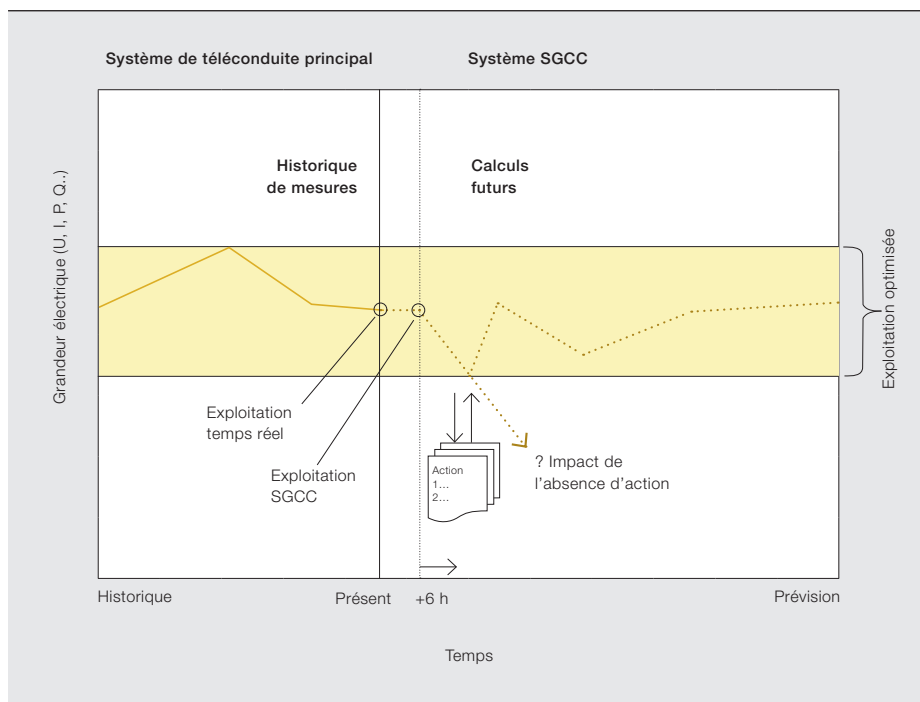 Système de téléconduite principal
Système SGCC
Grandeur électrique (U, I, P, Q..)
Historique
de mesures
Calculs
futurs
Exploitation optimisée
Exploitation
temps réel
Exploitation
SGCC
Action
1...
2...
? Impact de
l'absence d'action
Historique
Présent
+6 h
Prévision
Temps